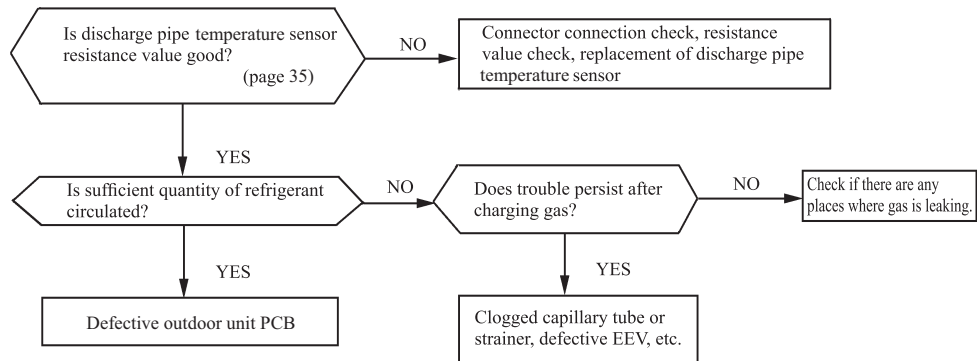 Is discharge pipe temperature sensor
resistance value good?
(page 35)
NO
Connector connection check, resistance
value check, replacement of discharge pipe
temperature sensor
YES
Is sufficient quantity of refrigerant
circulated?
NO
Does trouble persist after
charging gas?
NO
Check if there are any
places where gas is leaking.
YES
Defective outdoor unit PCB
YES
Clogged capillary tube or
strainer, defective EEV, etc.